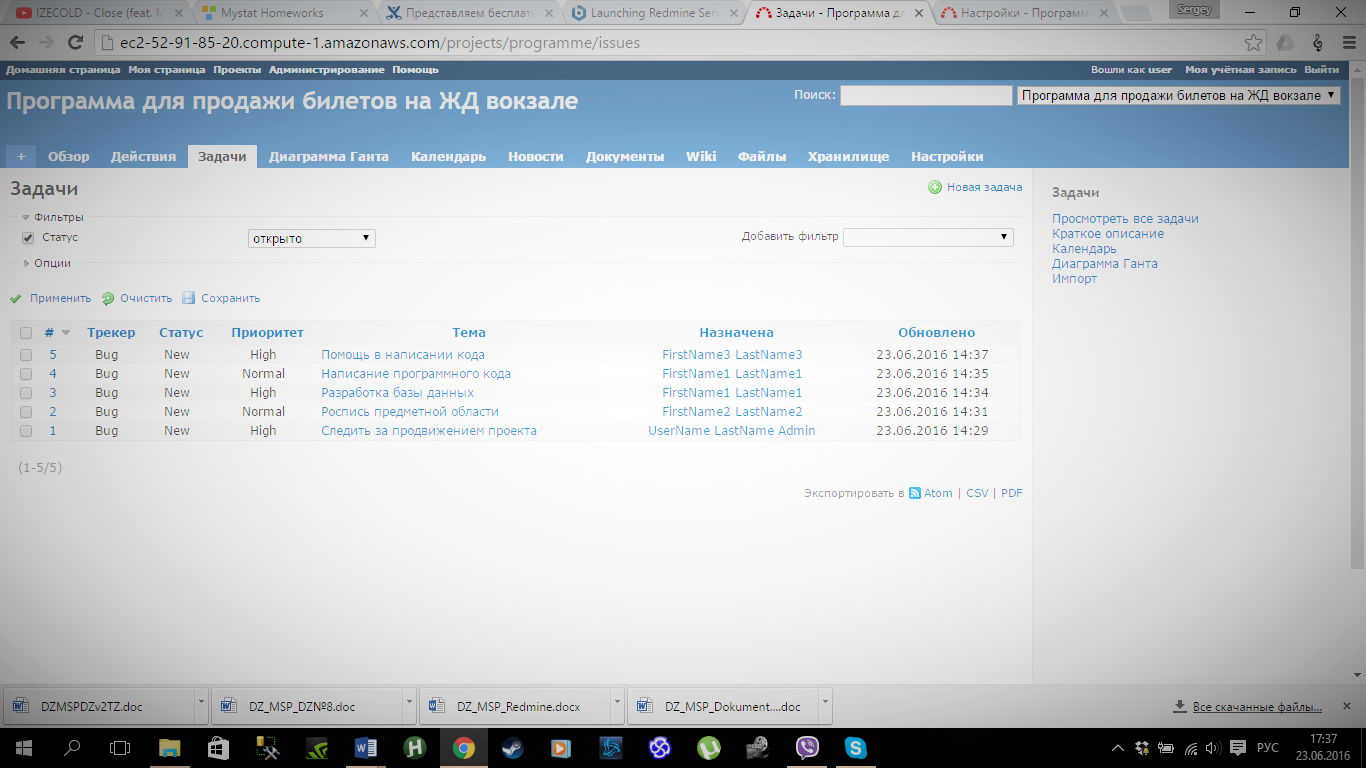 IZECOLD - Close (feat. M Mystat Homeworks Представляем бесплат Launching Redmine Serv Задачи - Программа дл Настройки - Программ Sergey
ec2-52-91-85-20.compute-1.amazonaws.com/projects/programme/issues
Домашняя страница Моя страница Проекты Администрирование Помощь Вошли как user Моя учётная запись Выйти
Программа для продажи билетов на ЖД вокзале Поиск: Программа для продажи билетов на ЖД вокзале
+ Обзор Действия Задачи Диаграмма Ганта Календарь Новости Документы Wiki Файлы Хранилище Настройки
Задачи Новая задача
Фильтры
Статус открыто Добавить фильтр
Опции
Применить Очистить Сохранить
# Трекер Статус Приоритет Тема Назначена Обновлено
5 Bug New High Помощь в написании кода FirstName3 LastName3 23.06.2016 14:37
4 Bug New Normal Написание программного кода FirstName1 LastName1 23.06.2016 14:35
3 Bug New High Разработка базы данных FirstName1 LastName1 23.06.2016 14:34
2 Bug New Normal Роспись предметной области FirstName2 LastName2 23.06.2016 14:31
1 Bug New High Следить за продвижением проекта UserName LastName Admin 23.06.2016 14:29
(1-5/5)
Экспортировать в Atom | CSV | PDF
Задачи
Просмотреть все задачи
Краткое описание
Календарь
Диаграмма Ганта
Импорт
DZMSPDZv2TZ.doc DZ_MSP_DZNº8.doc DZ_MSP_Redmine.docx DZ_MSP_Dokument....doc Все скачанные файлы...
РУС 17:37
23.06.2016